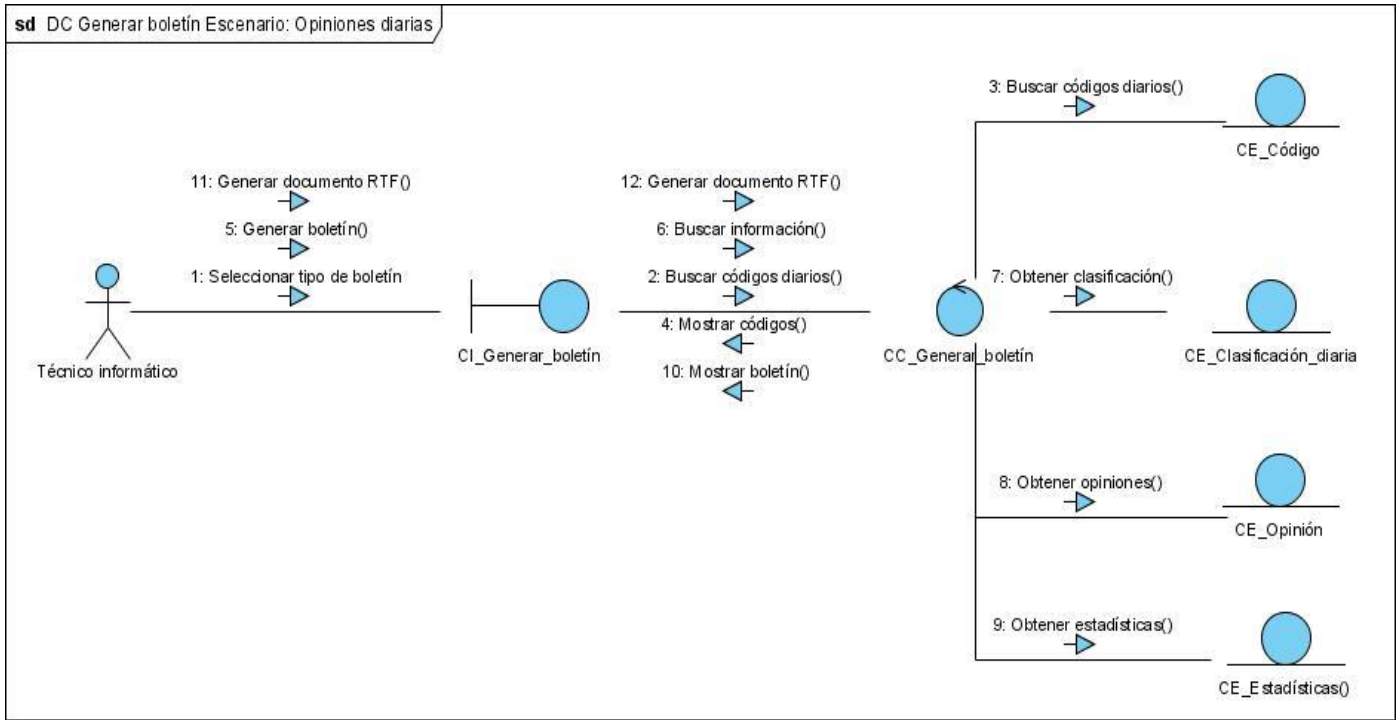 sd DC Generar boletín Escenario: Opiniones diarias
3: Buscar códigos diarios()
CE_Código
11: Generar documento RTF()
12: Generar documento RTF()
5: Generar boletín()
6: Buscar información()
1: Seleccionar tipo de boletín
2: Buscar códigos diarios()
7: Obtener clasificación()
4: Mostrar códigos()
Técnico informático
CI_Generar_boletín
CC_Generar_boletín
CE_Clasificación_diaria
10: Mostrar boletín()
8: Obtener opiniones()
CE_Opinión
9: Obtener estadísticas()
CE_Estadísticas()